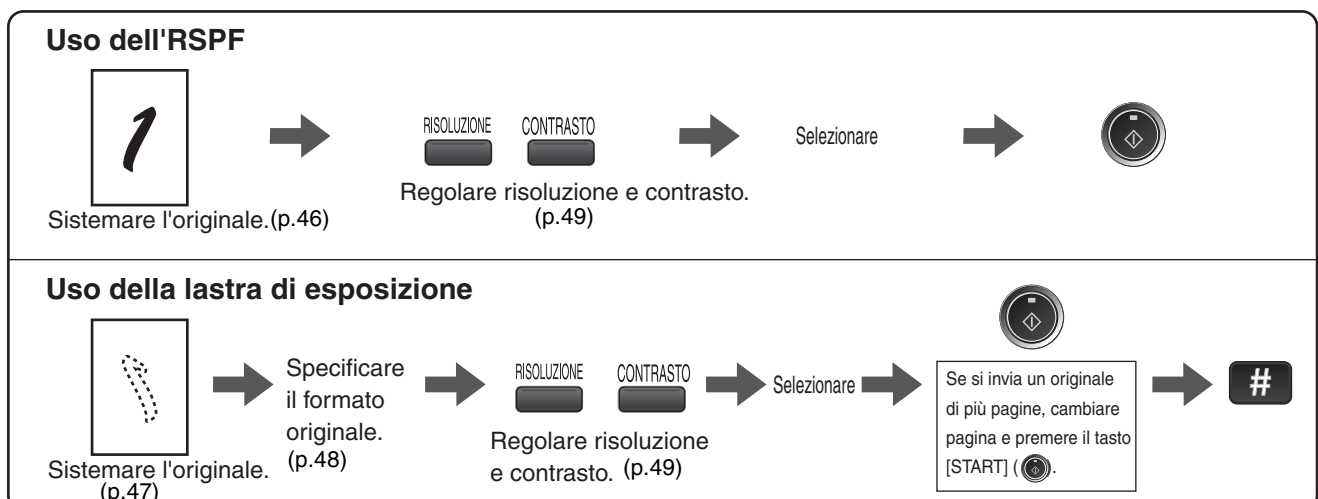 Uso dell'RSPF
1
RISOLUZIONE CONTRASTO
Selezionare
Regolare risoluzione e contrasto.
(p.49)
Sistemare l'originale.(p.46)
Uso della lastra di esposizione
Specificare
il formato
originale.
(p.48)
RISOLUZIONE CONTRASTO
Regolare risoluzione
e contrasto. (p.49)
Selezionare
Se si invia un originale
di più pagine, cambiare
pagina e premere il tasto
[START] ( ).
#
Sistemare l'originale.
(p.47)